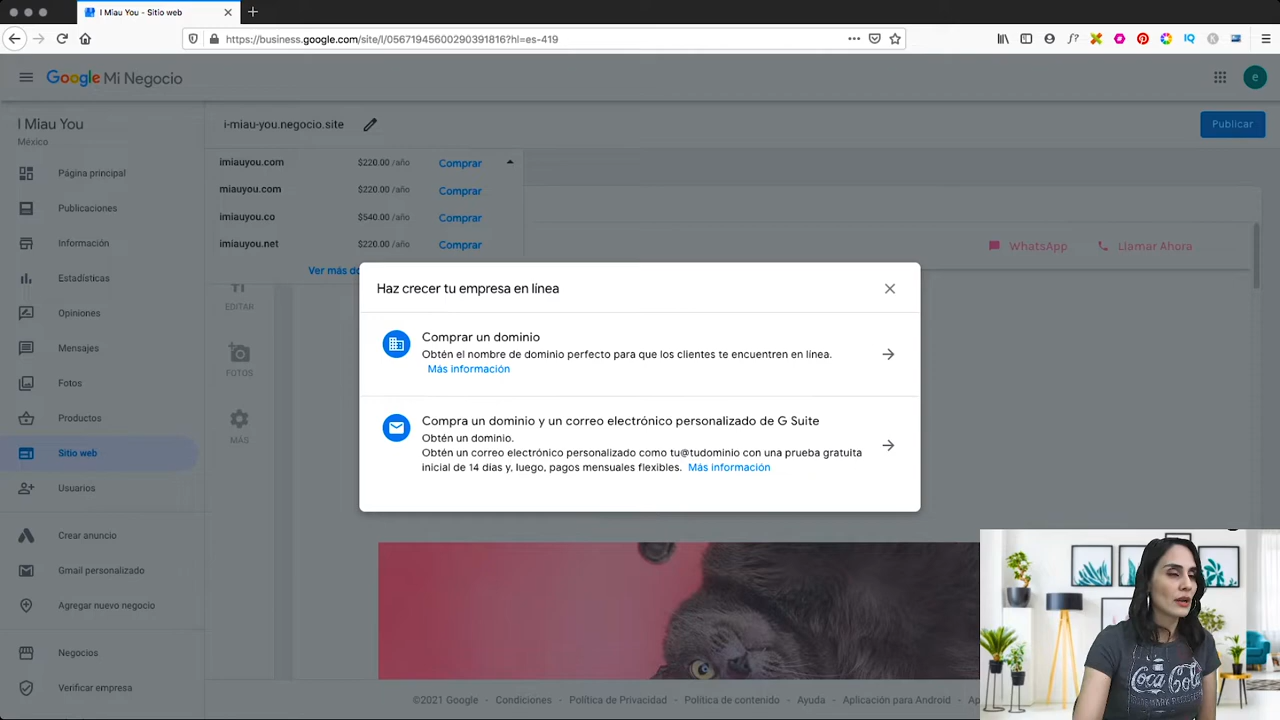 I Miau You - Sitio web
https://business.google.com/site/l/05671945600290391816?hl=es-419
Google Mi Negocio
e
I Miau You
México
i-miau-you.negocio.site
Publicar
Página principal
Publicaciones
Información
Estadísticas
Opiniones
Mensajes
Fotos
Productos
Sitio web
Usuarios
Crear anuncio
Gmail personalizado
Agregar nuevo negocio
Negocios
Verificar empresa
imiauyou.com $220.00 /año Comprar
miauyou.com $220.00 /año Comprar
imiauyou.co $540.00 /año Comprar
imiauyou.net $220.00 /año Comprar
Ver más do
EDITAR
FOTOS
MÁS
WhatsApp
Llamar Ahora
Haz crecer tu empresa en línea
Comprar un dominio
Obtén el nombre de dominio perfecto para que los clientes te encuentren en línea.
Más información
Compra un dominio y un correo electrónico personalizado de G Suite
Obtén un dominio.
Obtén un correo electrónico personalizado como tu@tudominio con una prueba gratuita
inicial de 14 días y, luego, pagos mensuales flexibles. Más información
©2021 Google - Condiciones - Política de Privacidad - Política de contenido - Ayuda - Aplicación para Android - Ap
Coca Cola